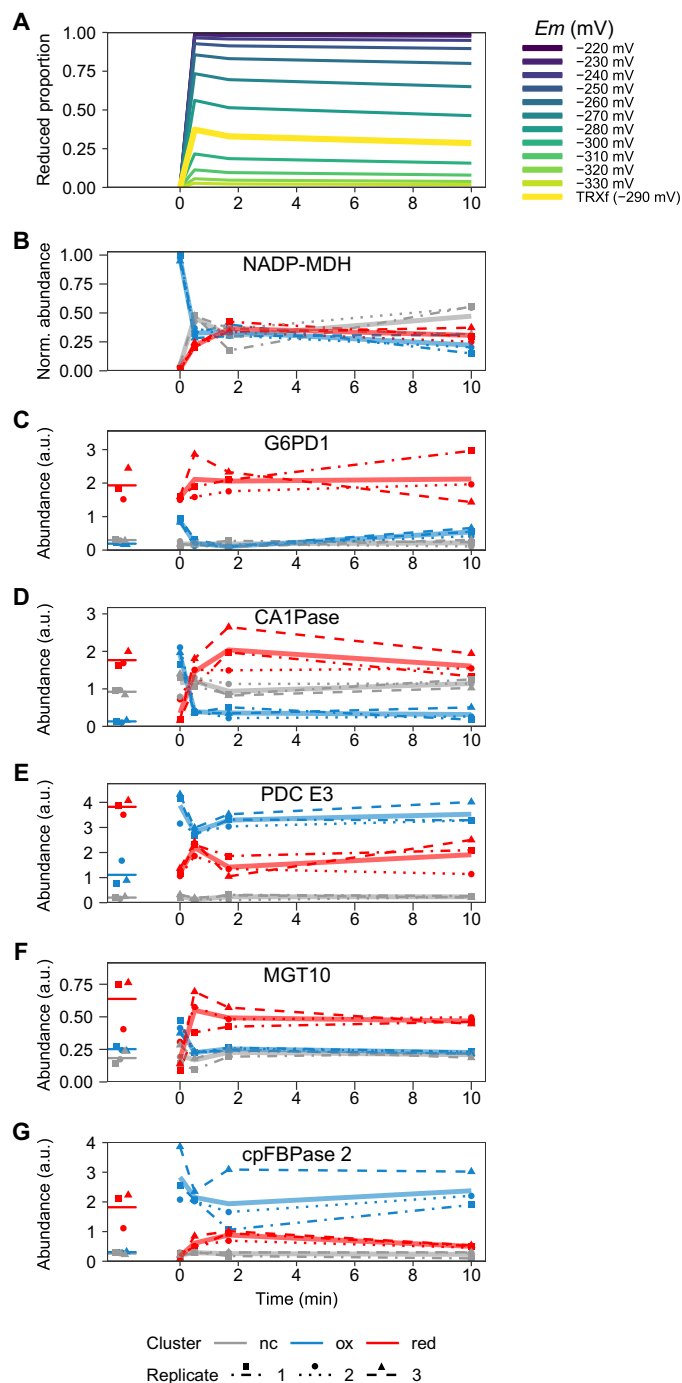 A
Reduced proportion
1.00
0.75
0.50
0.25
0.00
0 2 4 6 8 10
Em (mV)
−220 mV
−230 mV
−240 mV
−250 mV
−260 mV
−270 mV
−280 mV
−300 mV
−310 mV
−320 mV
−330 mV
TRXf (−290 mV)
B
NADP-MDH
Norm. abundance
1.00
0.75
0.50
0.25
0.00
0 2 4 6 8 10
C
G6PD1
Abundance (a.u.)
3
2
1
0
0 2 4 6 8 10
D
CA1Pase
Abundance (a.u.)
3
2
1
0
0 2 4 6 8 10
E
PDC E3
Abundance (a.u.)
4
3
2
1
0
0 2 4 6 8 10
F
MGT10
Abundance (a.u.)
0.75
0.50
0.25
0.00
0 2 4 6 8 10
G
cpFBPase 2
Abundance (a.u.)
4
3
2
1
0
0 2 4 6 8 10
Time (min)
Cluster nc ox red
Replicate 1 2 3